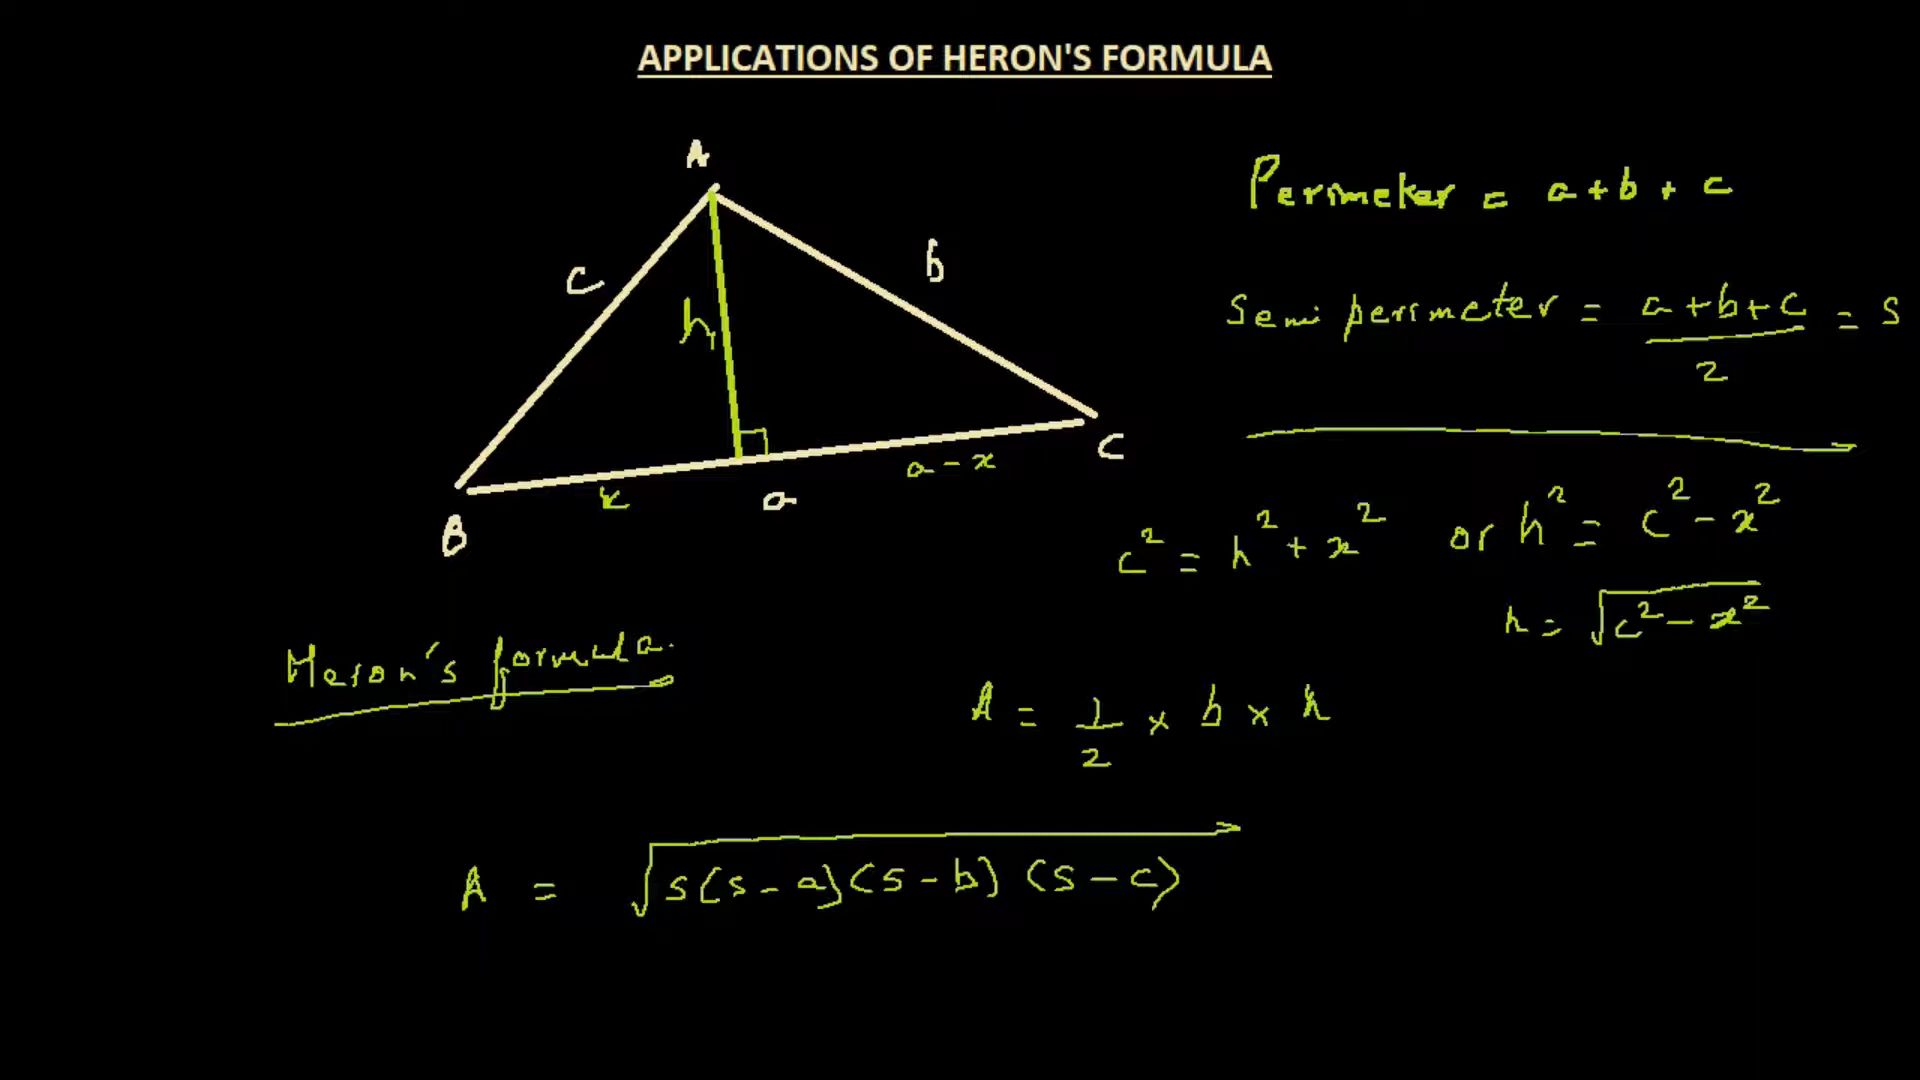 APPLICATIONS OF HERON'S FORMULA
A
c
b
h
B
x
a
a - x
C
Perimeter = a + b + c
Semi perimeter = a+b+c/2 = S
c² = h² + x² or h² = c² - x²
h = √c² - x²
Heron's formula.
A = 1/2 × b × h
A = √s(s-a)(s-b)(s-c)